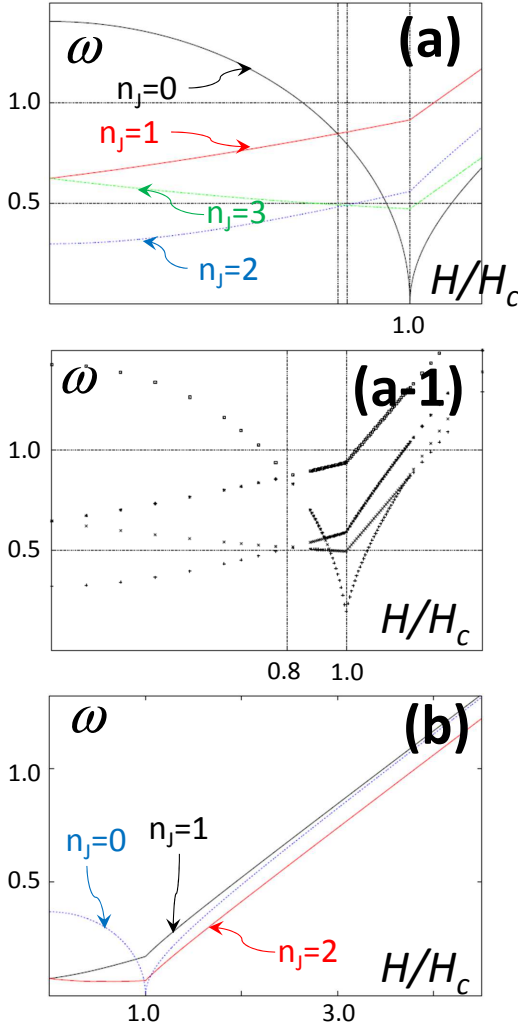 ω
(a)
n_J=0
1.0
n_J=1
0.5
n_J=3
n_J=2
H/H_c
1.0
ω
(a-1)
1.0
0.5
H/H_c
0.8 1.0
ω
(b)
1.0
n_J=1
n_J=0
0.5
n_J=2
H/H_c
1.0 3.0